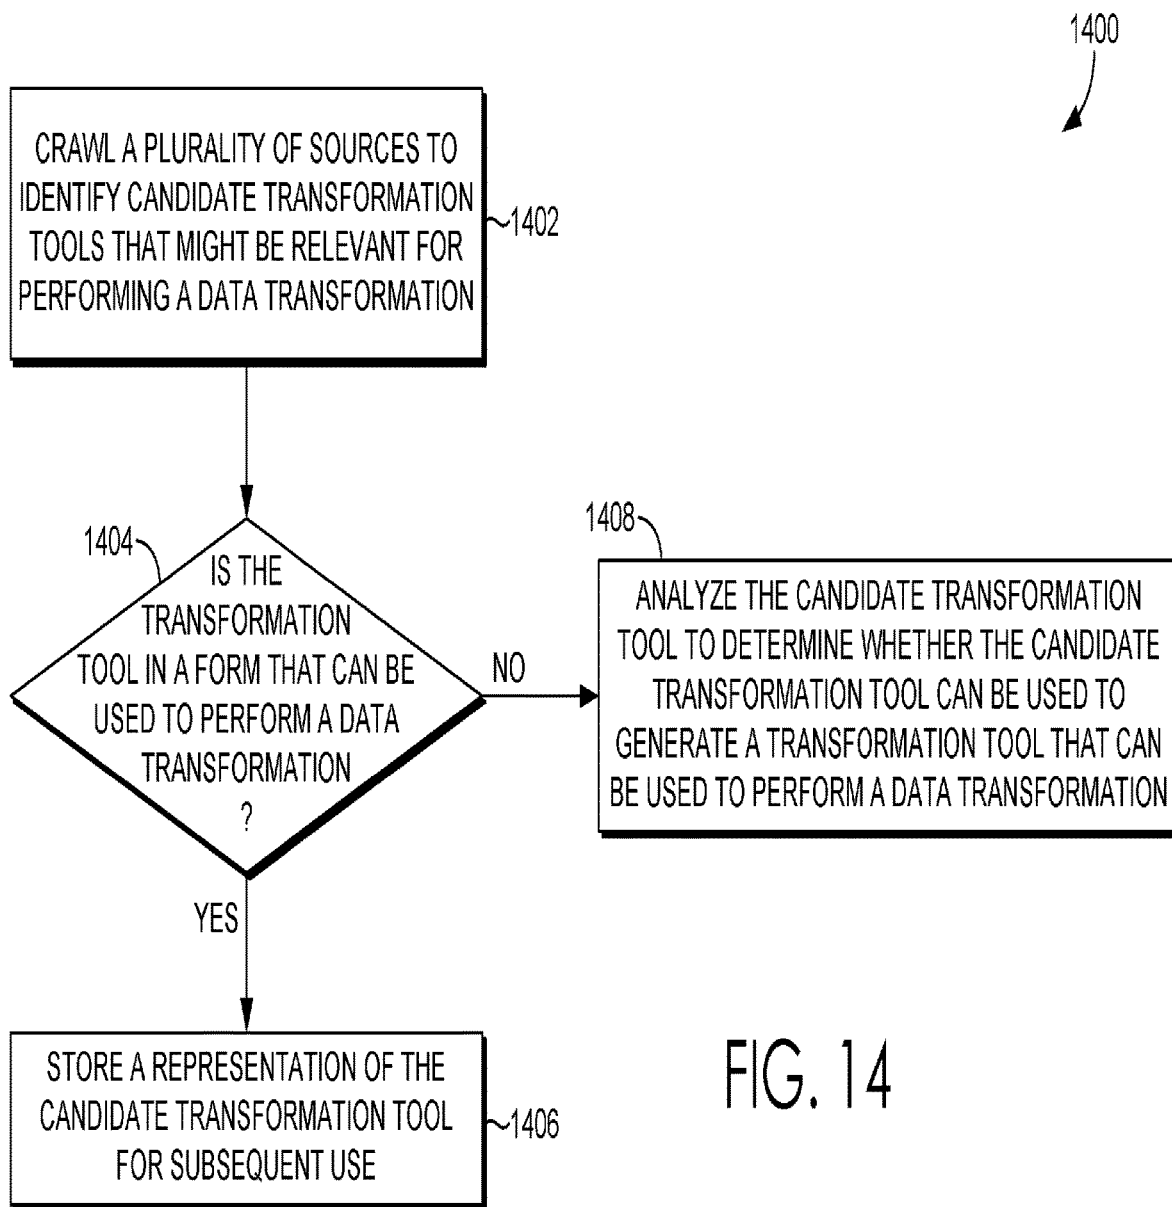 1400
CRAWL A PLURALITY OF SOURCES TO
IDENTIFY CANDIDATE TRANSFORMATION
TOOLS THAT MIGHT BE RELEVANT FOR
PERFORMING A DATA TRANSFORMATION
1402
1404
IS THE
TRANSFORMATION
TOOL IN A FORM THAT CAN BE
USED TO PERFORM A DATA
TRANSFORMATION
?
NO
1408
ANALYZE THE CANDIDATE TRANSFORMATION
TOOL TO DETERMINE WHETHER THE CANDIDATE
TRANSFORMATION TOOL CAN BE USED TO
GENERATE A TRANSFORMATION TOOL THAT CAN
BE USED TO PERFORM A DATA TRANSFORMATION
YES
STORE A REPRESENTATION OF THE
CANDIDATE TRANSFORMATION TOOL
FOR SUBSEQUENT USE
1406
FIG. 14